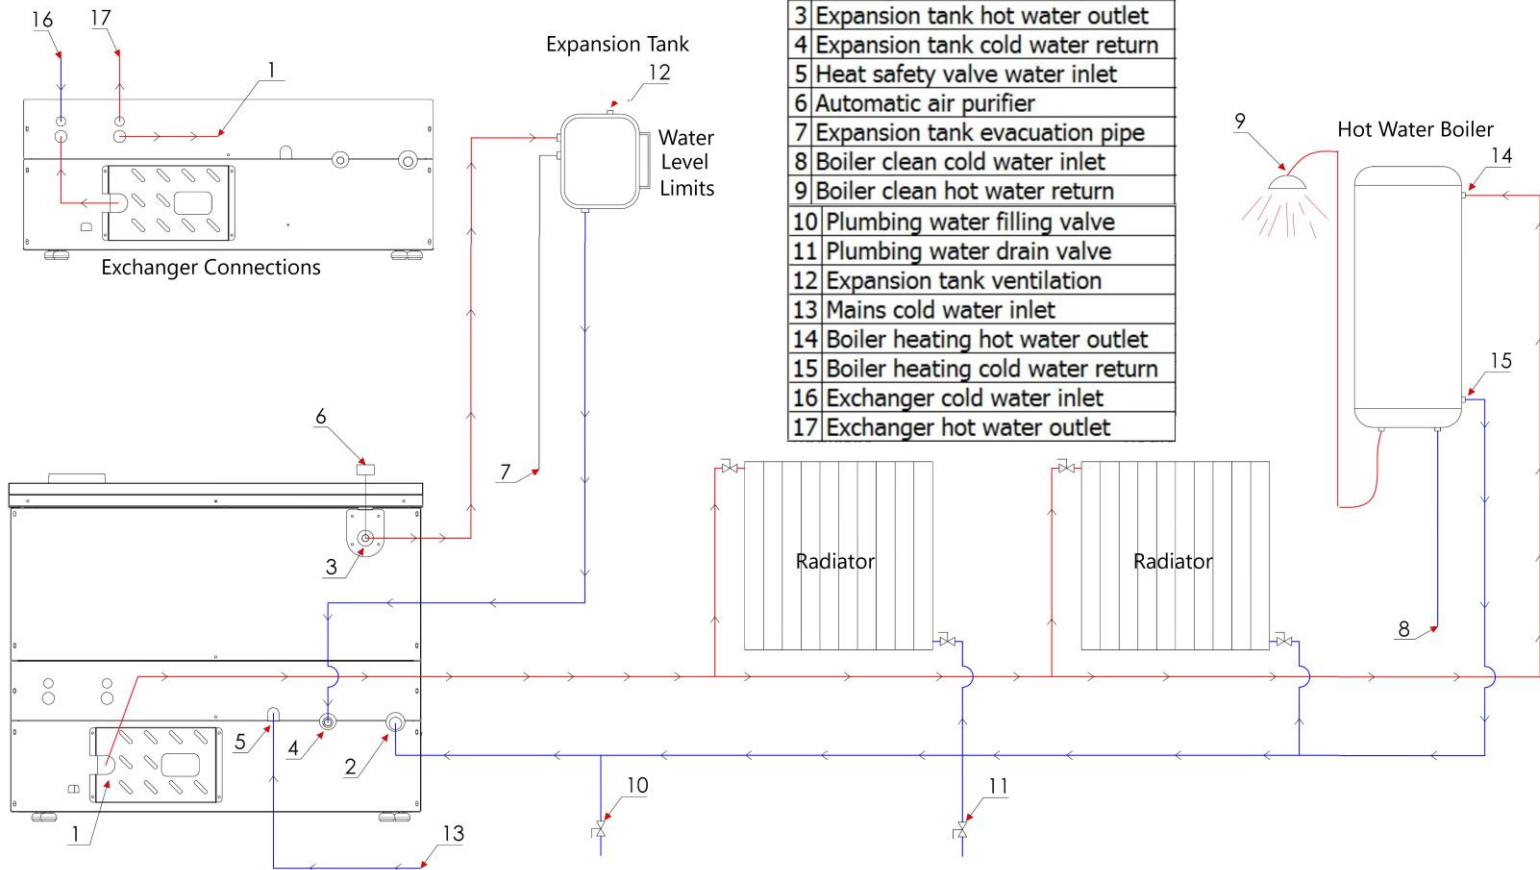 16
17
1
Exchanger Connections
Expansion Tank
12
Water
Level
Limits
7
3 Expansion tank hot water outlet
4 Expansion tank cold water return
5 Heat safety valve water inlet
6 Automatic air purifier
7 Expansion tank evacuation pipe
8 Boiler clean cold water inlet
9 Boiler clean hot water return
10 Plumbing water filling valve
11 Plumbing water drain valve
12 Expansion tank ventilation
13 Mains cold water inlet
14 Boiler heating hot water outlet
15 Boiler heating cold water return
16 Exchanger cold water inlet
17 Exchanger hot water outlet
9
Hot Water Boiler
14
15
8
6
3
5
4
2
1
13
Radiator
Radiator
10
11